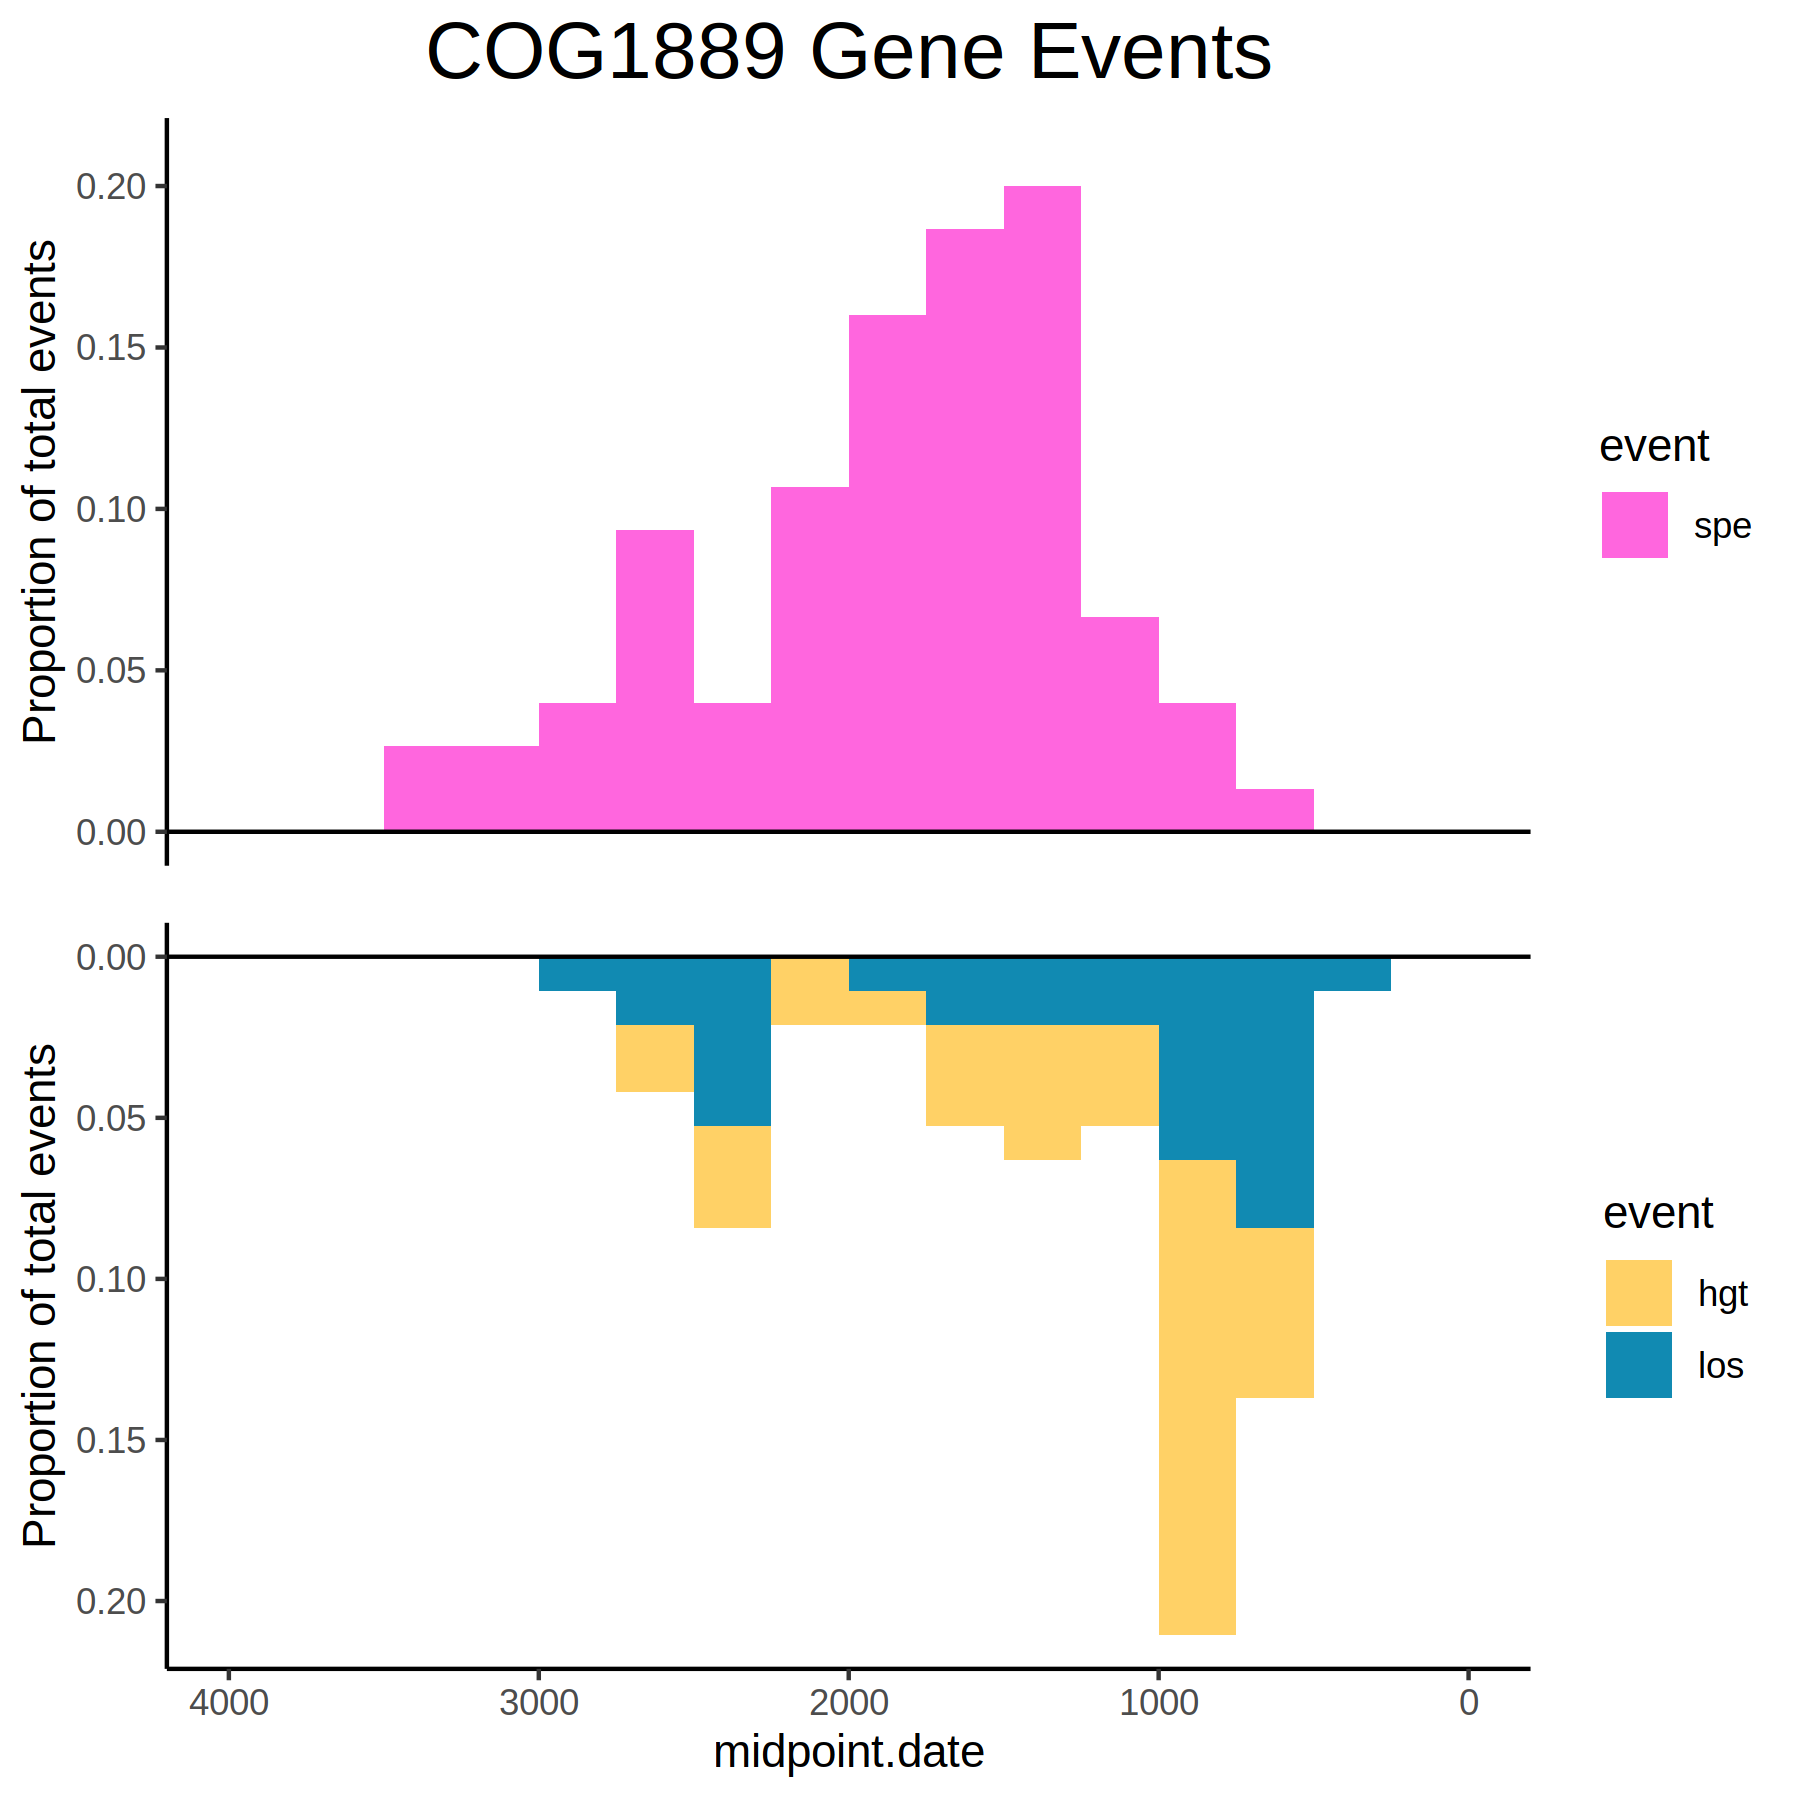 COG1889 Gene Events
Proportion of total events
0.20
0.15
0.10
0.05
0.00
event
spe
Proportion of total events
0.00
0.05
0.10
0.15
0.20
event
hgt
los
4000 3000 2000 1000 0
midpoint.date